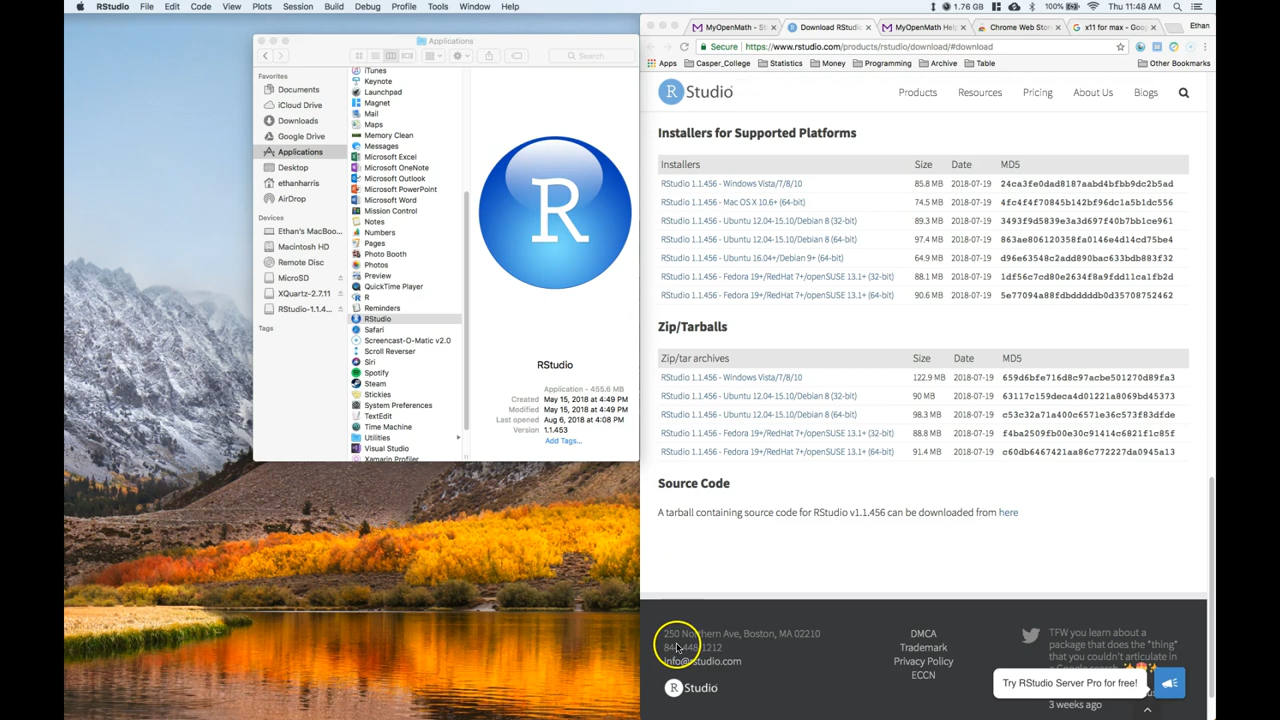 RStudio File Edit Code View Plots Session Build Debug Profile Tools Window Help 1.76 GB 100% Thu 11:48 AM
MyOpenMath - St Download RStudio MyOpenMath Help Chrome Web Stor x11 for max - Goog Ethan
Secure https://www.rstudio.com/products/rstudio/download/#download
Apps Casper_College Statistics Money Programming Archive Table Other Bookmarks
Applications
Search
Favorites
Documents
iCloud Drive
Downloads
Google Drive
Applications
Desktop
ethanharris
AirDrop
Devices
Ethan's MacBoo...
Macintosh HD
Remote Disc
MicroSD
XQuartz-2.7.11
RStudio-1.1.4...
Tags
iTunes
Keynote
Launchpad
Magnet
Mail
Maps
Memory Clean
Messages
Microsoft Excel
Microsoft OneNote
Microsoft Outlook
Microsoft PowerPoint
Microsoft Word
Mission Control
Notes
Numbers
Pages
Photo Booth
Photos
Preview
QuickTime Player
R
Reminders
RStudio
Safari
Screencast-O-Matic v2.0
Scroll Reverser
Siri
Spotify
Steam
Stickies
System Preferences
TextEdit
Time Machine
Utilities
Visual Studio
Xamarin Profiler
R
RStudio
Application - 455.6 MB
Created May 15, 2018 at 4:49 PM
Modified May 15, 2018 at 4:49 PM
Last opened Aug 6, 2018 at 4:08 PM
Version 1.1.453
Add Tags...
R Studio Products Resources Pricing About Us Blogs
Installers for Supported Platforms
Installers Size Date MD5
RStudio 1.1.456 - Windows Vista/7/8/10 85.8 MB 2018-07-19 24ca3fe0dad8187aabd4bfbb9dc2b5ad
RStudio 1.1.456 - Mac OS X 10.6+ (64-bit) 74.5 MB 2018-07-19 4fc4f4f70845b142bf96dc1a5b1dc556
RStudio 1.1.456 - Ubuntu 12.04-15.10/Debian 8 (32-bit) 89.3 MB 2018-07-19 3493f9d5839e3a3d697f40b7bb1ce961
RStudio 1.1.456 - Ubuntu 12.04-15.10/Debian 8 (64-bit) 97.4 MB 2018-07-19 863ae806120358fa0146e4d14cd75be4
RStudio 1.1.456 - Ubuntu 16.04+/Debian 9+ (64-bit) 64.9 MB 2018-07-19 d96e63548c2add890bac633bdb883f32
RStudio 1.1.456 - Fedora 19+/RedHat 7+/openSUSE 13.1+ (32-bit) 88.1 MB 2018-07-19 1df56c7cd80e2634f8a9fdd11ca1fb2d
RStudio 1.1.456 - Fedora 19+/RedHat 7+/openSUSE 13.1+ (64-bit) 90.6 MB 2018-07-19 5e77094a88fdbdddddb0d35708752462
Zip/Tarballs
Zip/tar archives Size Date MD5
RStudio 1.1.456 - Windows Vista/7/8/10 122.9 MB 2018-07-19 659d6bfe716d8c97acbe501270d89fa3
RStudio 1.1.456 - Ubuntu 12.04-15.10/Debian 8 (32-bit) 90 MB 2018-07-19 63117c159deca4d01221a8069bd45373
RStudio 1.1.456 - Ubuntu 12.04-15.10/Debian 8 (64-bit) 98.3 MB 2018-07-19 c53c32a71a400c6571e36c573f83dfde
RStudio 1.1.456 - Fedora 19+/RedHat 7+/openSUSE 13.1+ (32-bit) 88.8 MB 2018-07-19
RStudio 1.1.456 - Fedora 19+/RedHat 7+/openSUSE 13.1+ (64-bit) 91.4 MB 2018-07-19 c60db6467421aa86c772227da0945a13
Source Code
A tarball containing source code for RStudio v1.1.456 can be downloaded from here
250 Northern Ave, Boston, MA 02210
1212
info@rstudio.com
R Studio
DMCA
Trademark
Privacy Policy
ECCN
TFW you learn about a
package that does the *thing*
that you couldn't articulate in
Try RStudio Server Pro for free!
3 weeks ago